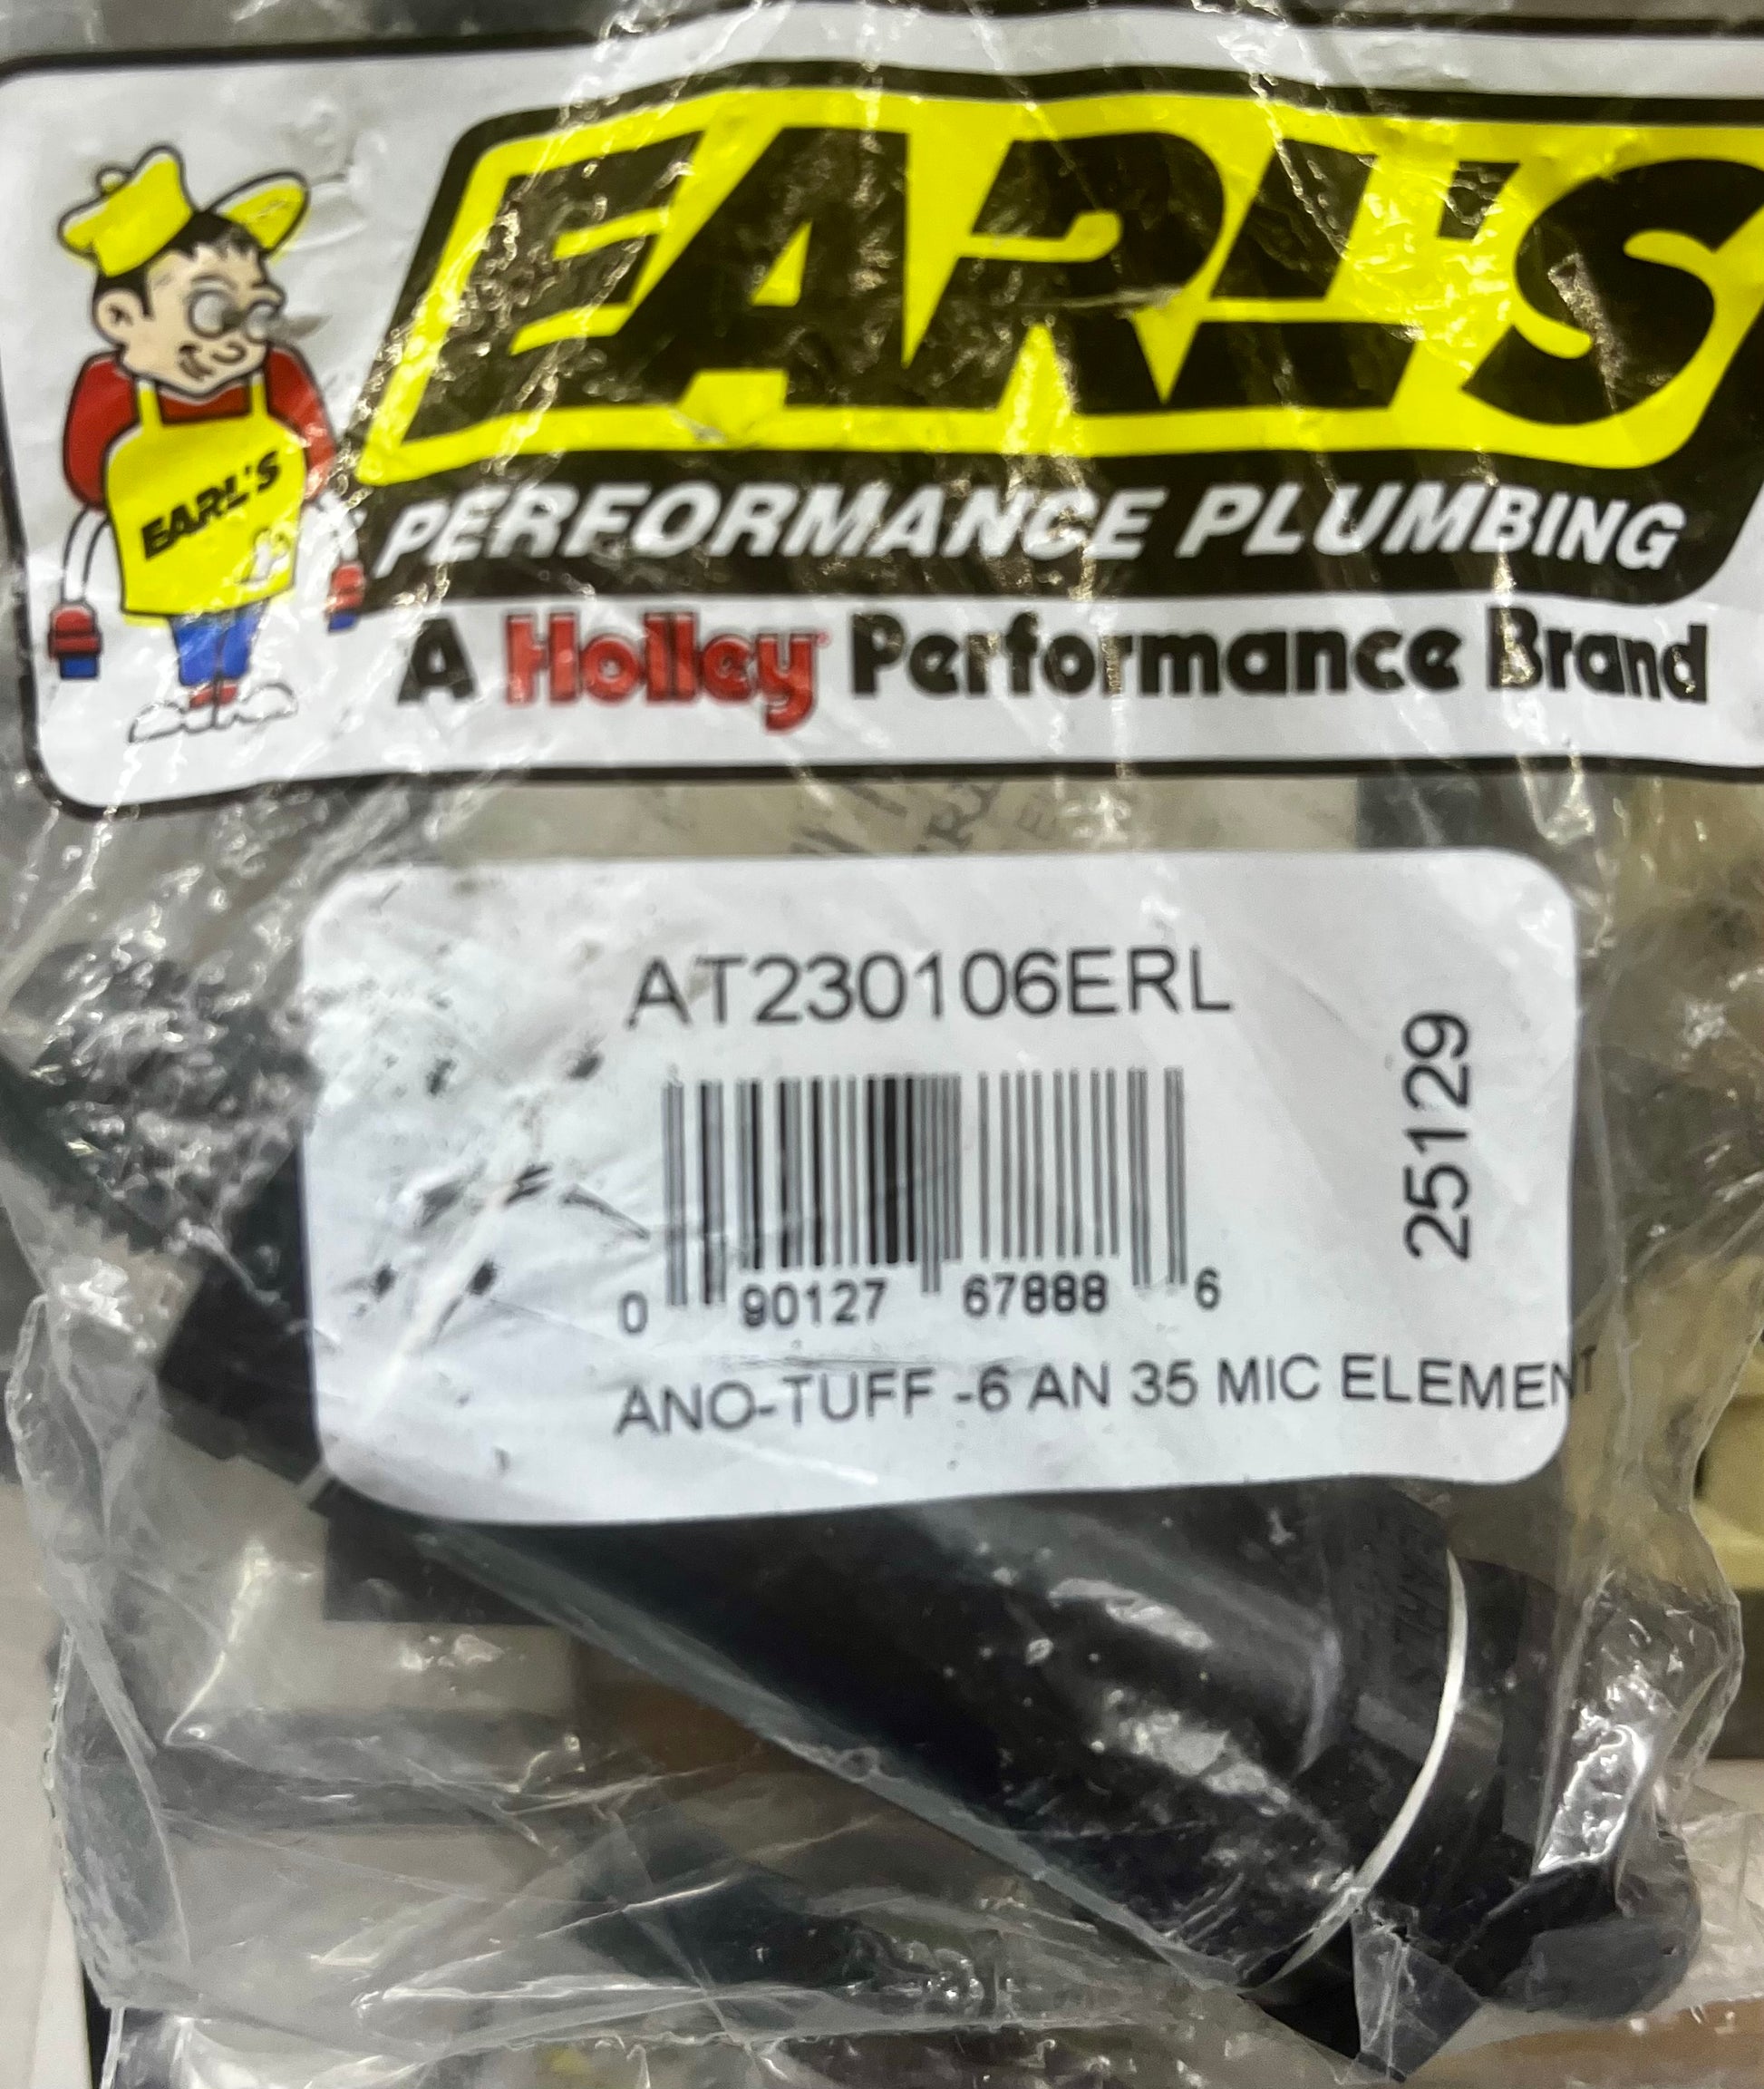 EARL'S
EARL'S
PERFORMANCE PLUMBING
A Holley Performance Brand
AT230106ERL
25129
0 90127 67888 6
ANO-TUFF -6 AN 35 MIC ELEMENT